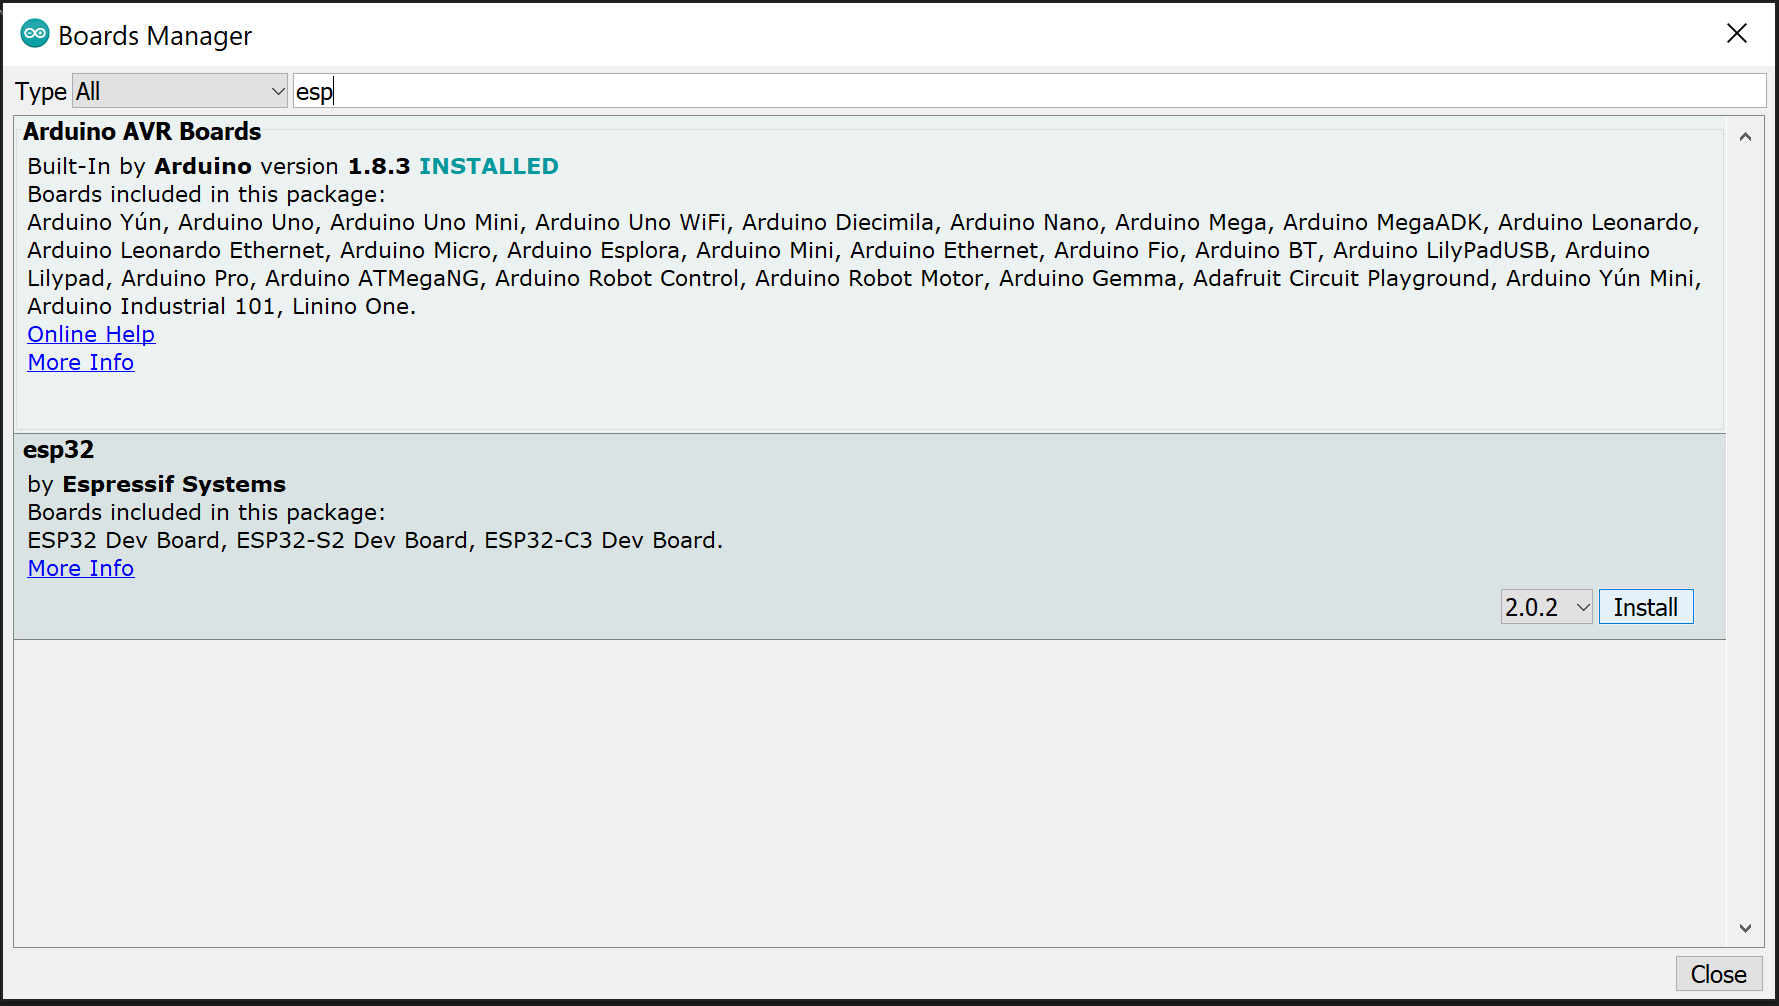 Boards Manager
Type All esp
Arduino AVR Boards
Built-In by Arduino version 1.8.3 INSTALLED
Boards included in this package:
Arduino Yún, Arduino Uno, Arduino Uno Mini, Arduino Uno WiFi, Arduino Diecimila, Arduino Nano, Arduino Mega, Arduino MegaADK, Arduino Leonardo,
Arduino Leonardo Ethernet, Arduino Micro, Arduino Esplora, Arduino Mini, Arduino Ethernet, Arduino Fio, Arduino BT, Arduino LilyPadUSB, Arduino
Lilypad, Arduino Pro, Arduino ATMegaNG, Arduino Robot Control, Arduino Robot Motor, Arduino Gemma, Adafruit Circuit Playground, Arduino Yún Mini,
Arduino Industrial 101, Linino One.
Online Help
More Info
esp32
by Espressif Systems
Boards included in this package:
ESP32 Dev Board, ESP32-S2 Dev Board, ESP32-C3 Dev Board.
More Info
2.0.2 Install
Close